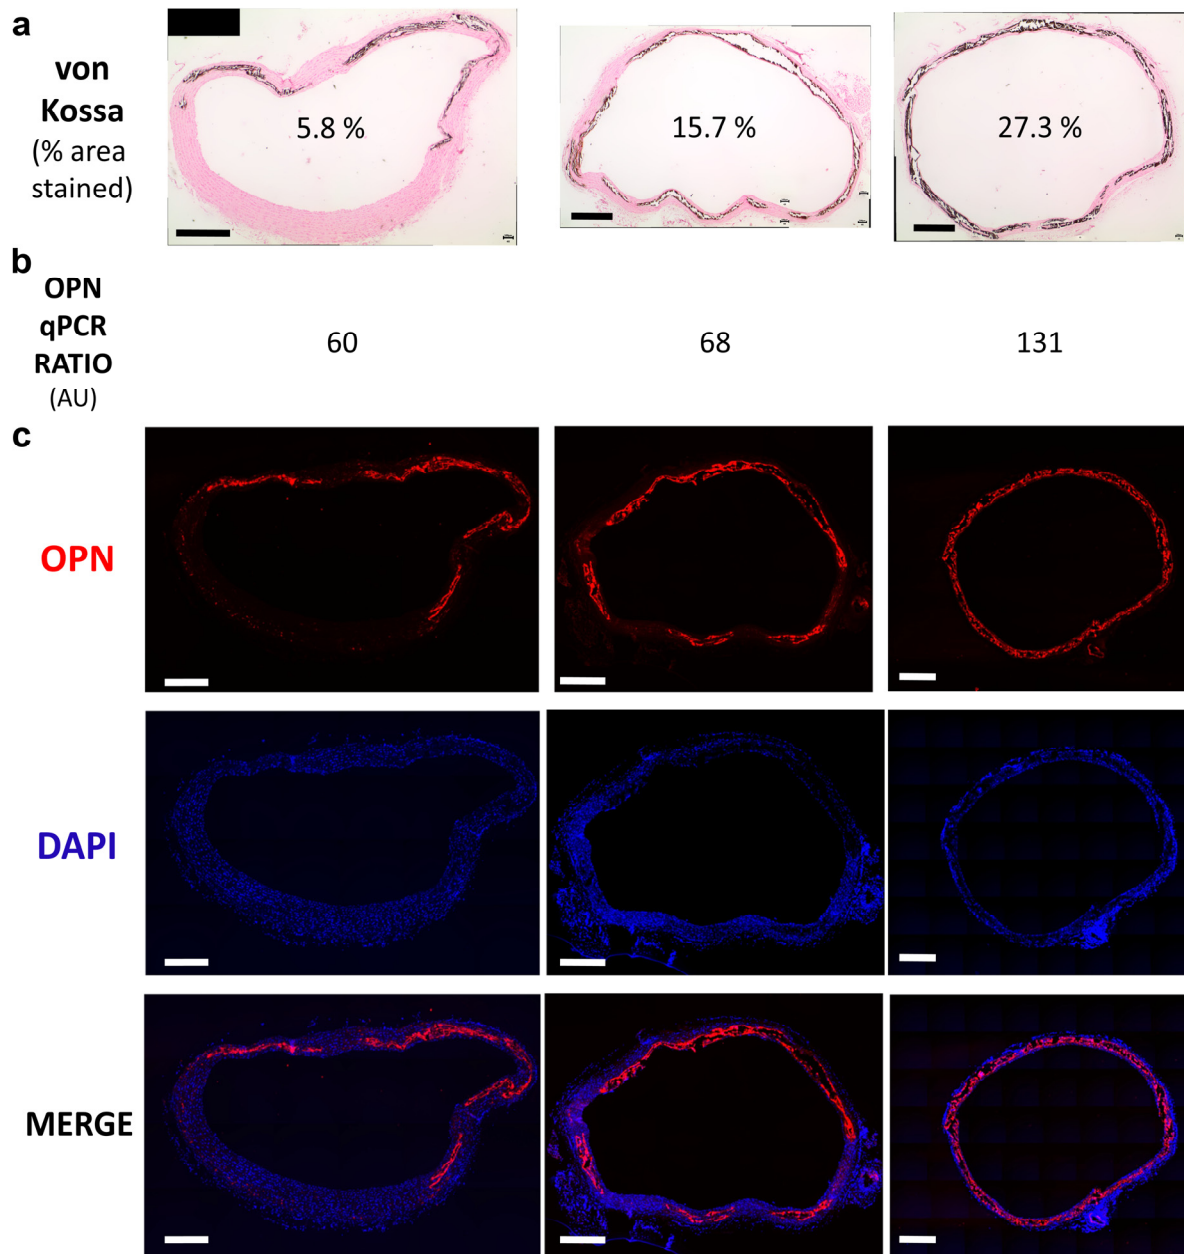 a
von
Kossa
(% area
stained)
5.8 %
15.7 %
27.3 %
b
OPN
qPCR
RATIO
(AU)
60
68
131
c
OPN
DAPI
MERGE